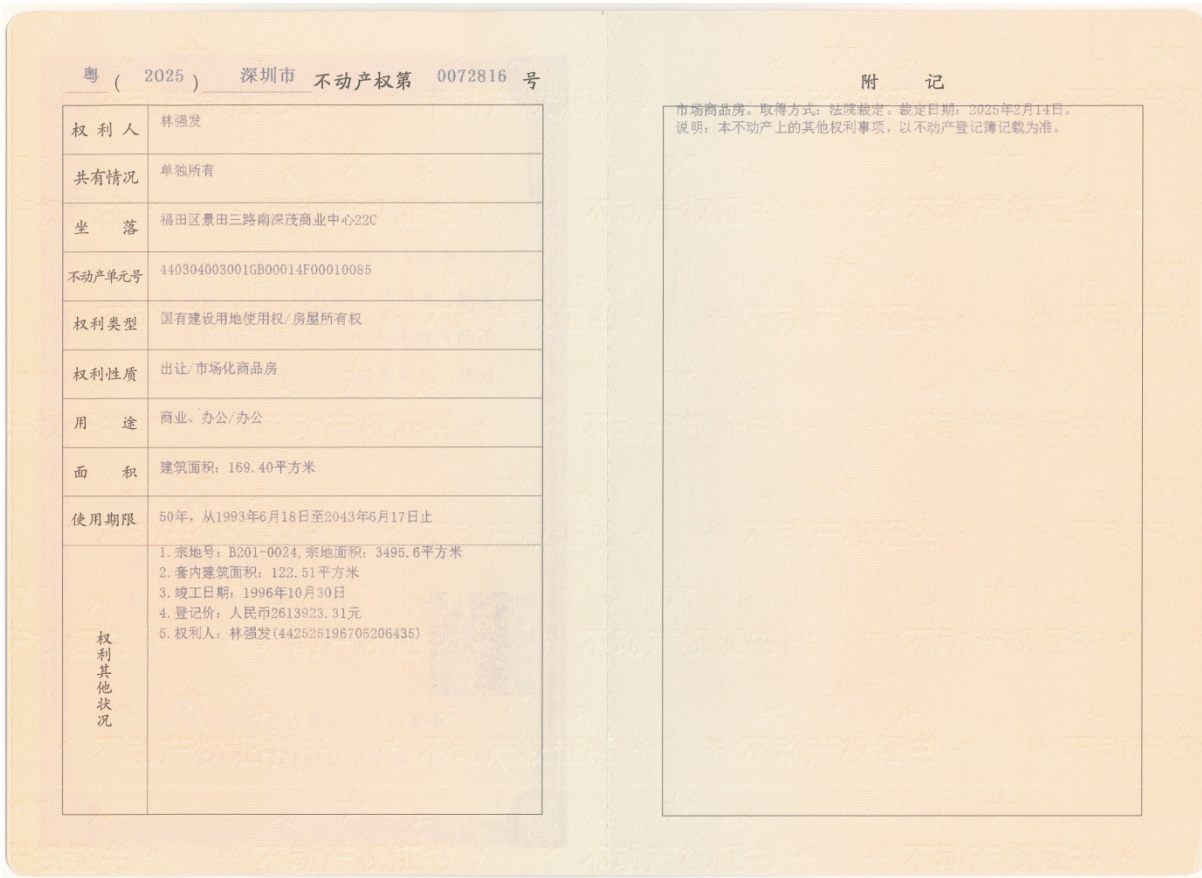 粤 ( 2025 ) 深圳市 不动产权第 0072816 号
权利人 林强发
共有情况 单独所有
坐落 福田区景田三路南深茂商业中心22C
不动产单元号 440304003001GB00014F00010085
权利类型 国有建设用地使用权/房屋所有权
权利性质 出让/市场化商品房
用途 商业、办公/办公
面积 建筑面积：169.40平方米
使用期限 50年，从1993年6月18日至2043年6月17日止
权利其他状况
1.宗地号：B201-0024,宗地面积：3495.6平方米
2.套内建筑面积：122.51平方米
3.竣工日期：1996年10月30日
4.登记价：人民币2613923.31元
5.权利人：林强发(442525196705206435)
附记
市场商品房。取得方式：法院裁定。裁定日期：2025年2月14日。
说明：本不动产上的其他权利事项，以不动产登记簿记载为准。